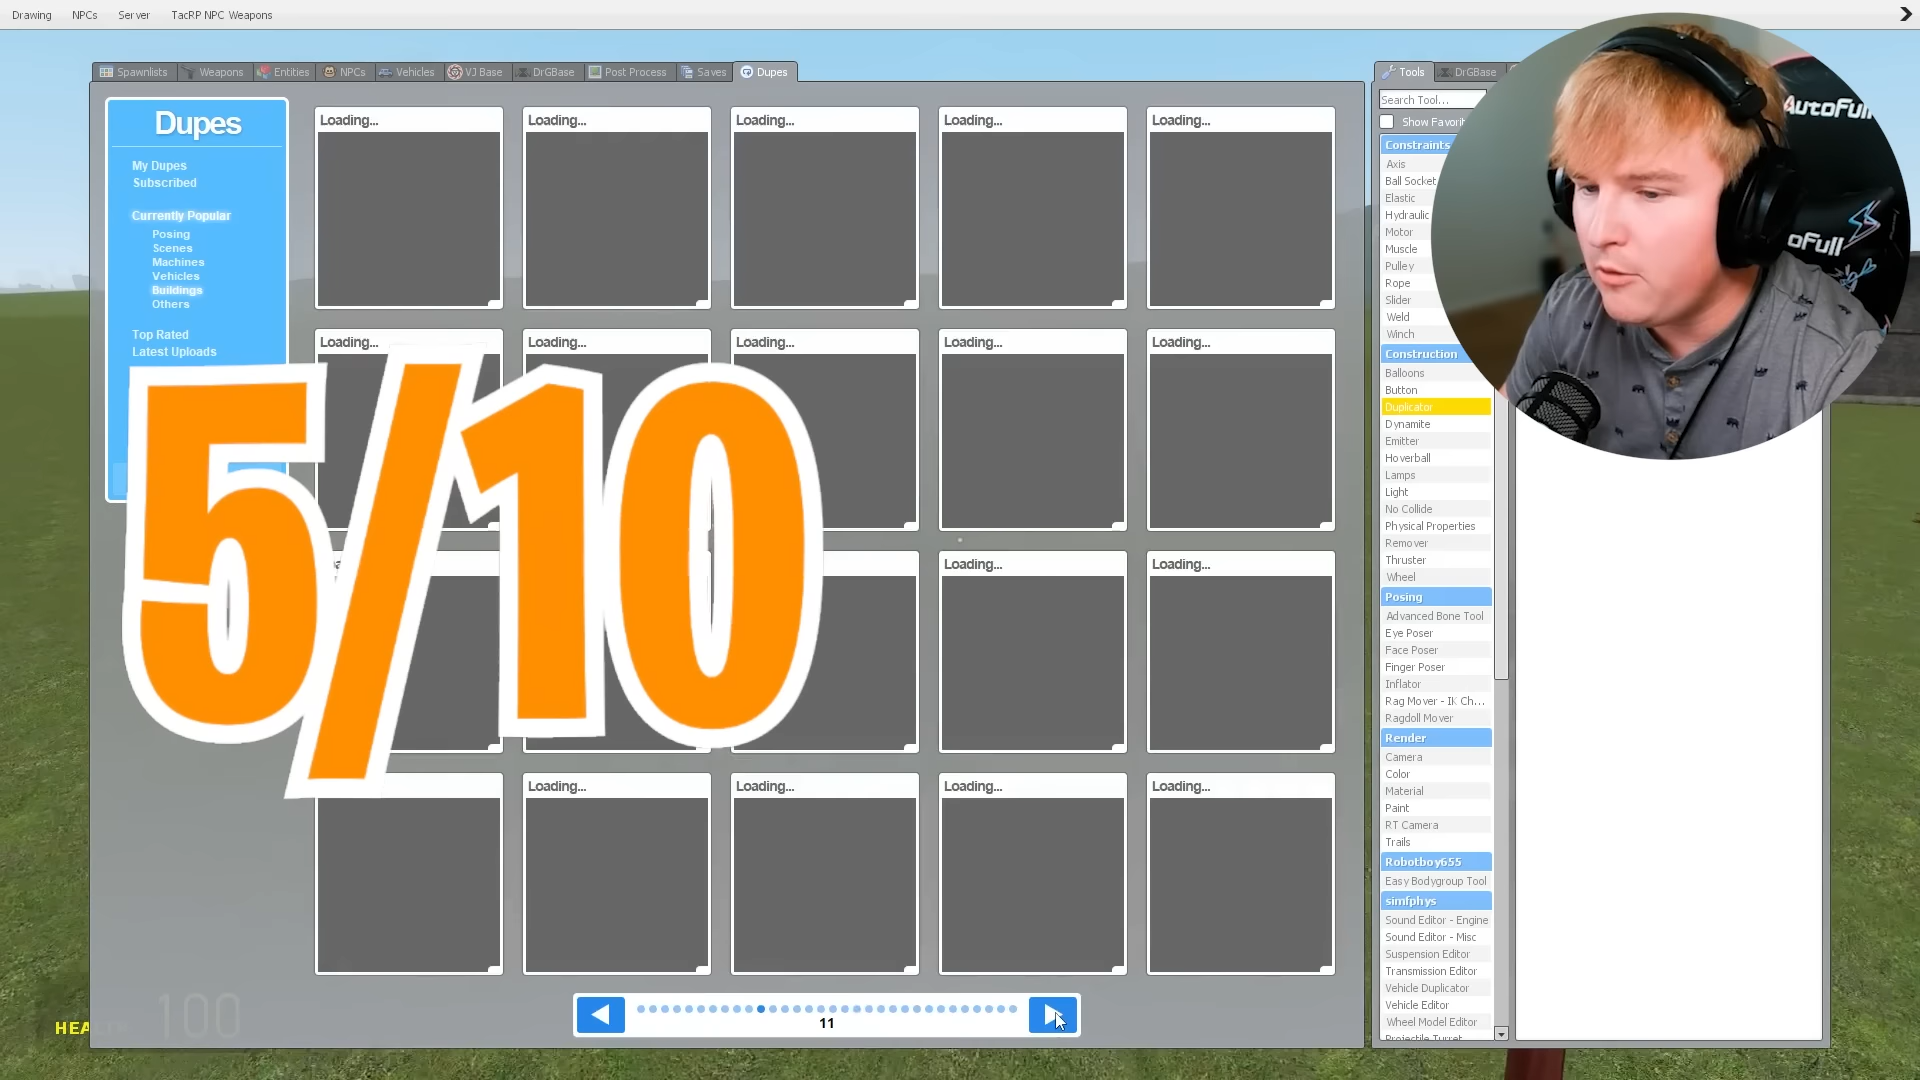 Drawing NPCs Server TacRP NPC Weapons
Spawnlists Weapons Entities NPCs Vehicles VJ Base DrGBase Post Process Saves Dupes
Dupes
My Dupes
Subscribed
Currently Popular
Posing
Scenes
Machines
Vehicles
Buildings
Others
Top Rated
Latest Uploads
Loading... Loading... Loading... Loading... Loading...
Loading... Loading... Loading... Loading... Loading...
Loading... Loading...
Loading... Loading... Loading... Loading...
5/10
11
100
Tools DrGBase
Search Tool...
Show Favorit
Constraints
Axis
Ball Socket
Elastic
Hydraulic
Motor
Muscle
Pulley
Rope
Slider
Weld
Winch
Construction
Balloons
Button
Duplicator
Dynamite
Emitter
Hoverball
Lamps
Light
No Collide
Physical Properties
Remover
Thruster
Wheel
Posing
Advanced Bone Tool
Eye Poser
Face Poser
Finger Poser
Inflator
Rag Mover - IK Ch...
Ragdoll Mover
Render
Camera
Color
Material
Paint
RT Camera
Trails
Robotboy655
Easy Bodygroup Tool
simfphys
Sound Editor - Engine
Sound Editor - Misc
Suspension Editor
Transmission Editor
Vehicle Duplicator
Vehicle Editor
Wheel Model Editor
Projectile Turret
AutoFull
oFull